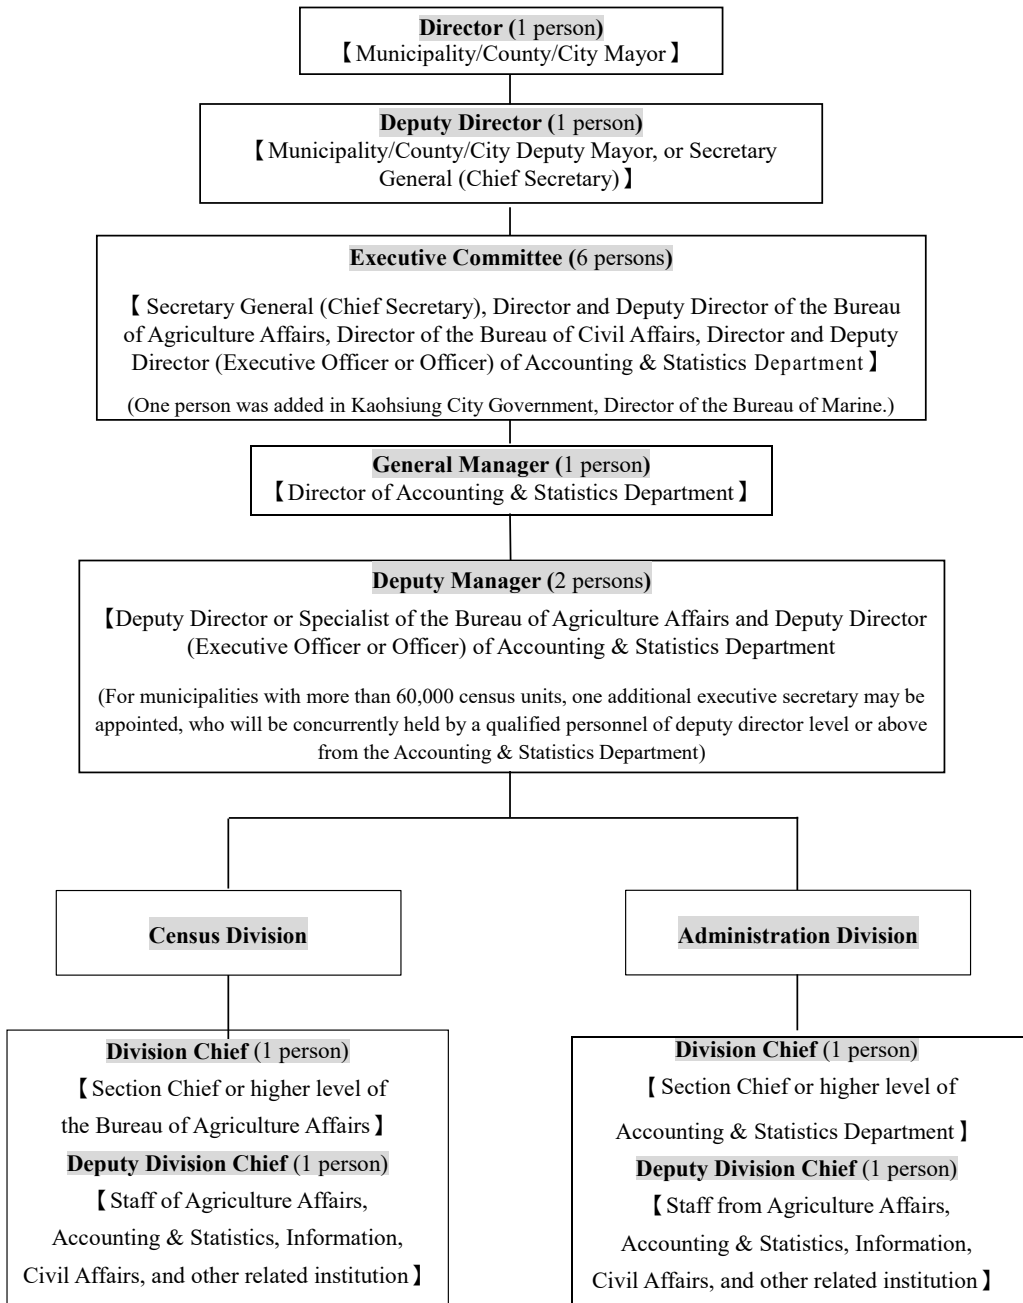 Director (1 person)
【Municipality/County/City Mayor】
Deputy Director (1 person)
【Municipality/County/City Deputy Mayor, or Secretary
General (Chief Secretary)】
Executive Committee (6 persons)
【 Secretary General (Chief Secretary), Director and Deputy Director of the Bureau
of Agriculture Affairs, Director of the Bureau of Civil Affairs, Director and Deputy
Director (Executive Officer or Officer) of Accounting & Statistics Department】
(One person was added in Kaohsiung City Government, Director of the Bureau of Marine.)
General Manager (1 person)
【Director of Accounting & Statistics Department】
Deputy Manager (2 persons)
【Deputy Director or Specialist of the Bureau of Agriculture Affairs and Deputy Director
(Executive Officer or Officer) of Accounting & Statistics Department
(For municipalities with more than 60,000 census units, one additional executive secretary may be
appointed, who will be concurrently held by a qualified personnel of deputy director level or above
from the Accounting & Statistics Department)
Census Division
Administration Division
Division Chief (1 person)
【Section Chief or higher level of
the Bureau of Agriculture Affairs】
Deputy Division Chief (1 person)
【Staff of Agriculture Affairs,
Accounting & Statistics, Information,
Civil Affairs, and other related institution】
Division Chief (1 person)
【Section Chief or higher level of
Accounting & Statistics Department】
Deputy Division Chief (1 person)
【Staff from Agriculture Affairs,
Accounting & Statistics, Information,
Civil Affairs, and other related institution】